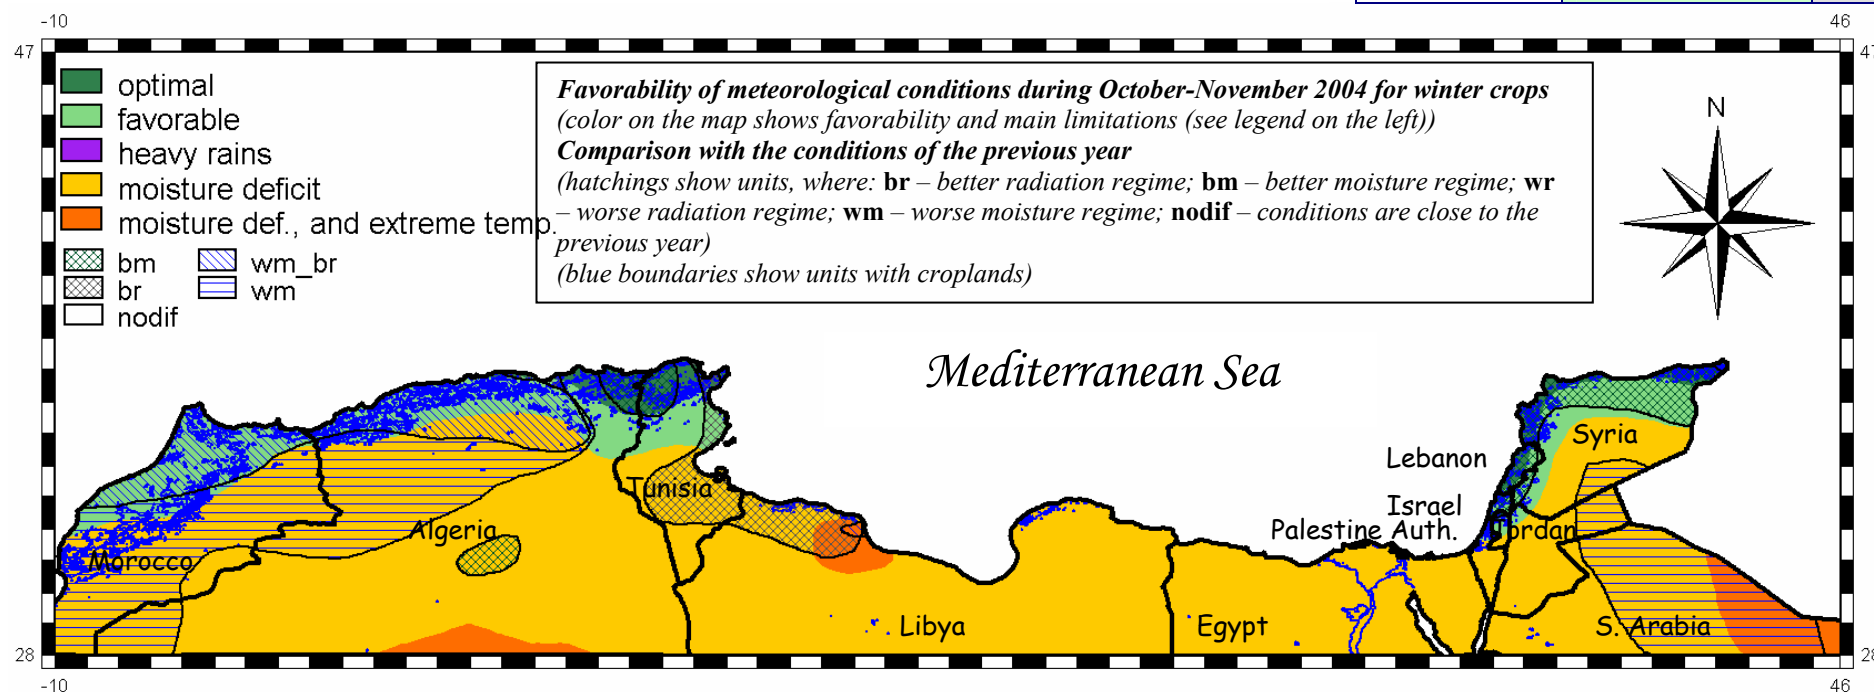 -10
46
47
47
optimal
favorable
heavy rains
moisture deficit
moisture def., and extreme temp.
bm
wm_br
br
wm
nodif
Favorability of meteorological conditions during October-November 2004 for winter crops
(color on the map shows favorability and main limitations (see legend on the left))
Comparison with the conditions of the previous year
(hatchings show units, where: br – better radiation regime; bm – better moisture regime; wr
– worse radiation regime; wm – worse moisture regime; nodif – conditions are close to the
previous year)
(blue boundaries show units with croplands)
N
Mediterranean Sea
Syria
Lebanon
Tunisia
Israel
Algeria
Palestine Auth.
Jordan
Morocco
Libya
Egypt
S. Arabia
28
28
-10
46